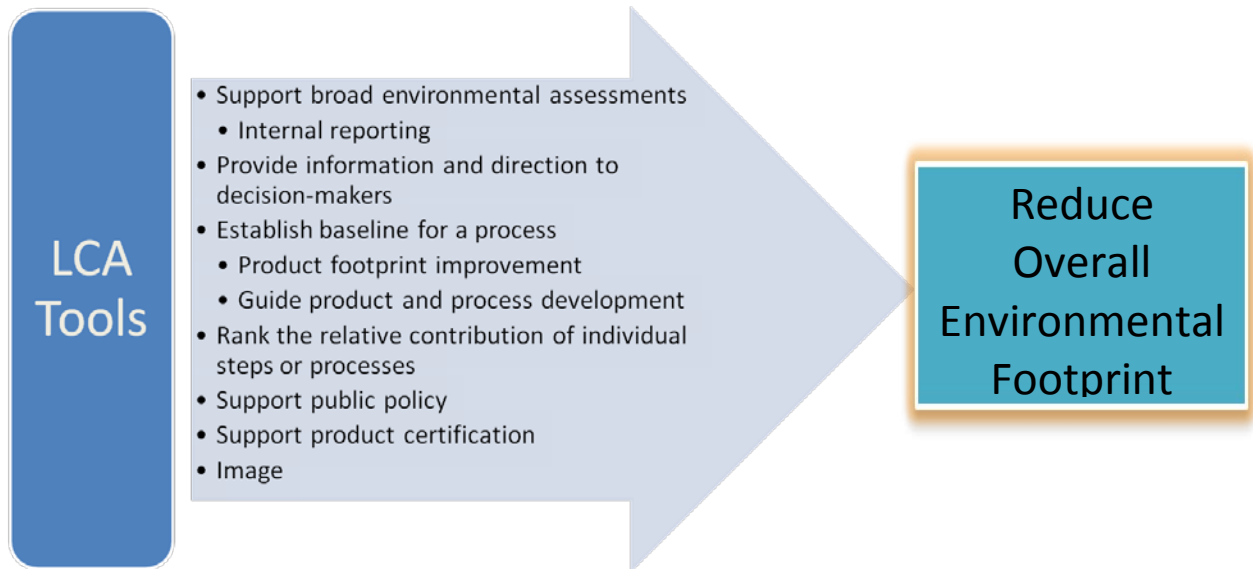 LCA
Tools
• Support broad environmental assessments
• Internal reporting
• Provide information and direction to
decision-makers
• Establish baseline for a process
• Product footprint improvement
• Guide product and process development
• Rank the relative contribution of individual
steps or processes
• Support public policy
• Support product certification
• Image
Reduce
Overall
Environmental
Footprint